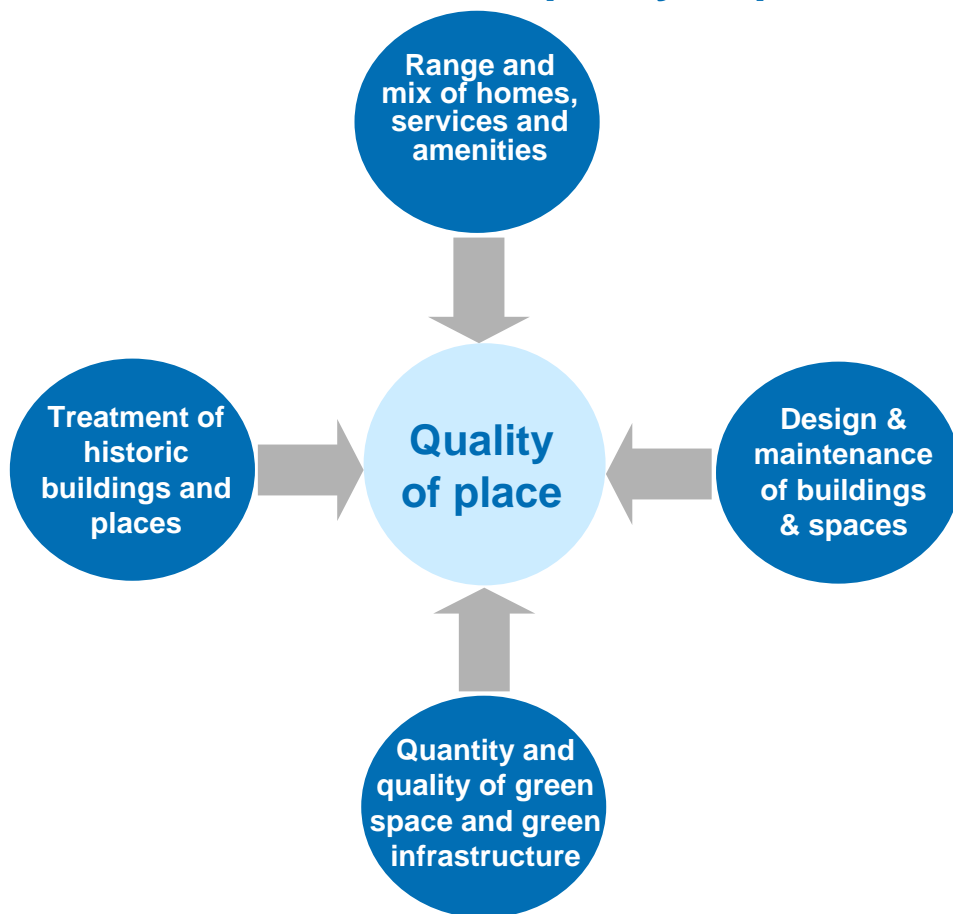 Range and
mix of homes,
services and
amenities
Treatment of
historic
buildings and
places
Quality
of place
Design &
maintenance
of buildings
& spaces
Quantity and
quality of green
space and green
infrastructure